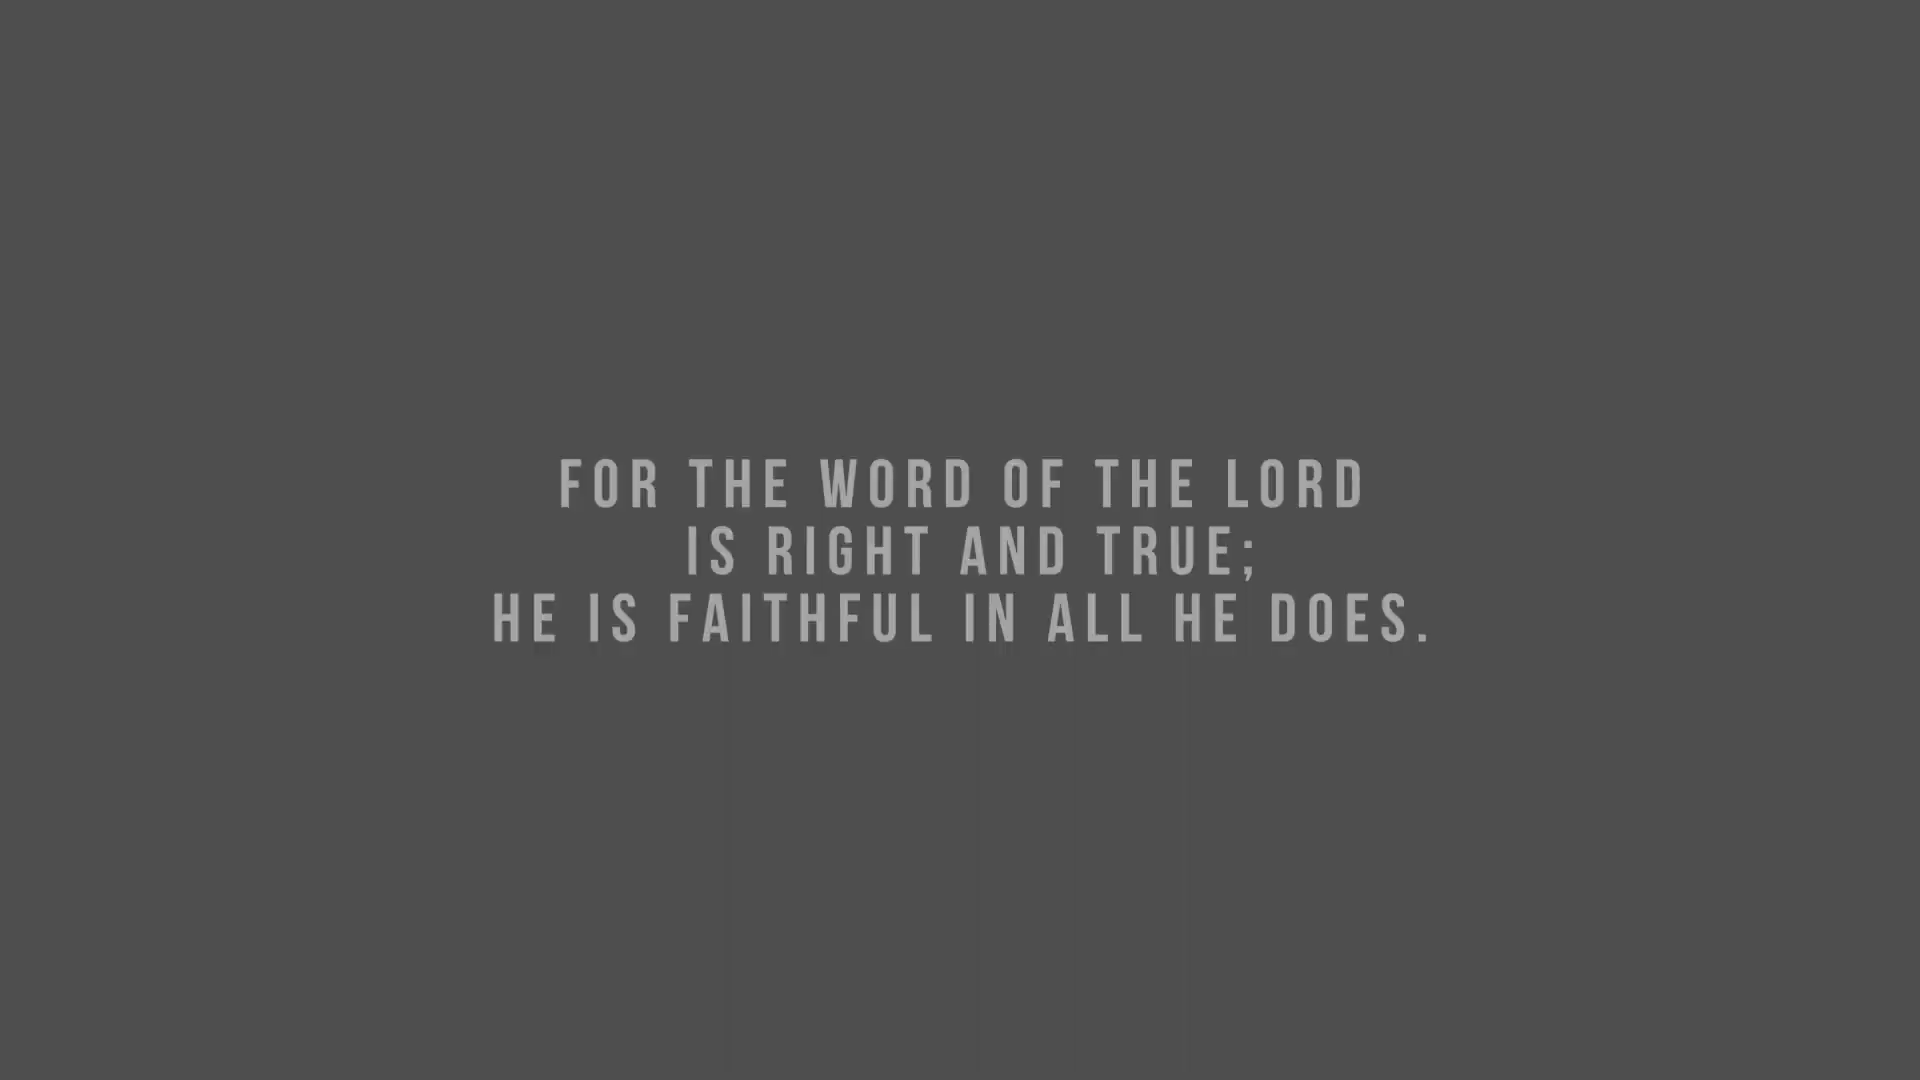 FOR THE WORD OF THE LORD
IS RIGHT AND TRUE;
HE IS FAITHFUL IN ALL HE DOES.